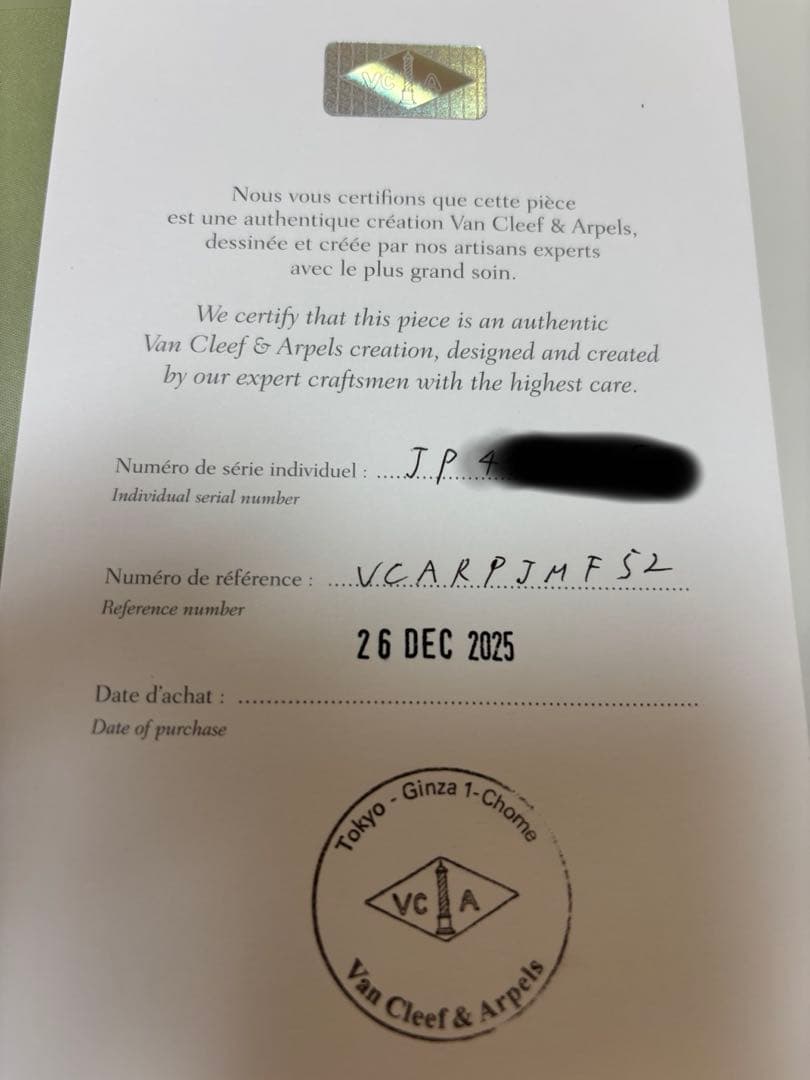 VC A
Nous vous certifions que cette pièce
est une authentique création Van Cleef & Arpels,
dessinée et créée par nos artisans experts
avec le plus grand soin.
We certify that this piece is an authentic
Van Cleef & Arpels creation, designed and created
by our expert craftsmen with the highest care.
Numéro de série individuel : ..... JP4
Individual serial number
Numéro de référence : .... VCARPJMF52
Reference number
26 DEC 2025
Date d'achat :
Date of purchase
Tokyo - Ginza 1-Chome
VC A
Van Cleef & Arpels